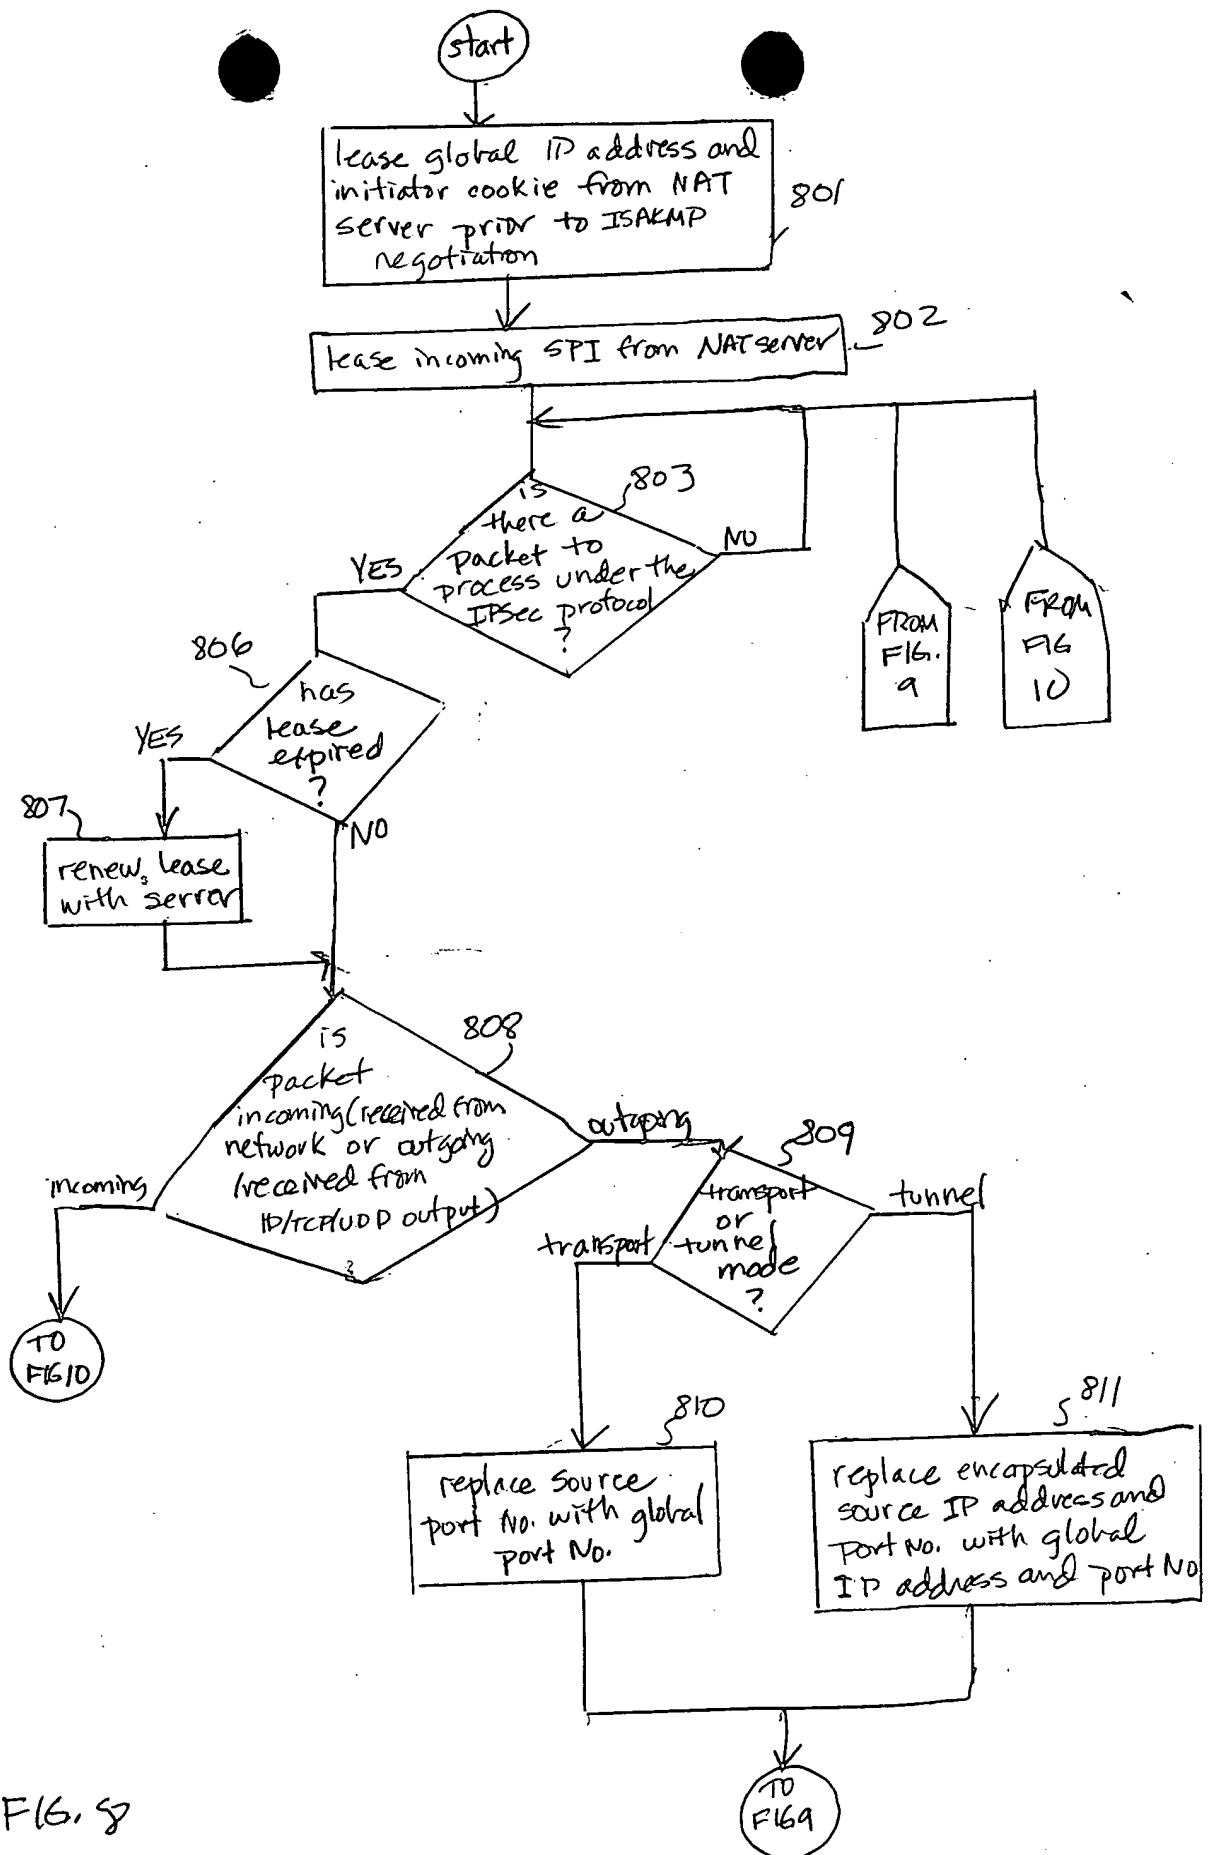 start
lease global IP address and
initiator cookie from NAT
server prior to ISAKMP
negotiation
801
lease incoming SPI from NAT server
802
803
is
there a
packet to
process under the
IPSec protocol
?
NO
YES
FROM
FIG.
9
FROM
FIG
10
806
has
lease
expired
?
YES
NO
807
renew lease
with server
808
is
packet
incoming (received from
network or outgoing
(received from
IP/TCP/UDP output)
?
incoming
outgoing
TO
FIG 10
809
transport
or
tunnel
mode
?
transport
tunnel
810
replace source
port No. with global
port No.
811
replace encapsulated
source IP address and
port No. with global
IP address and port No
TO
FIG 9
FIG. 8